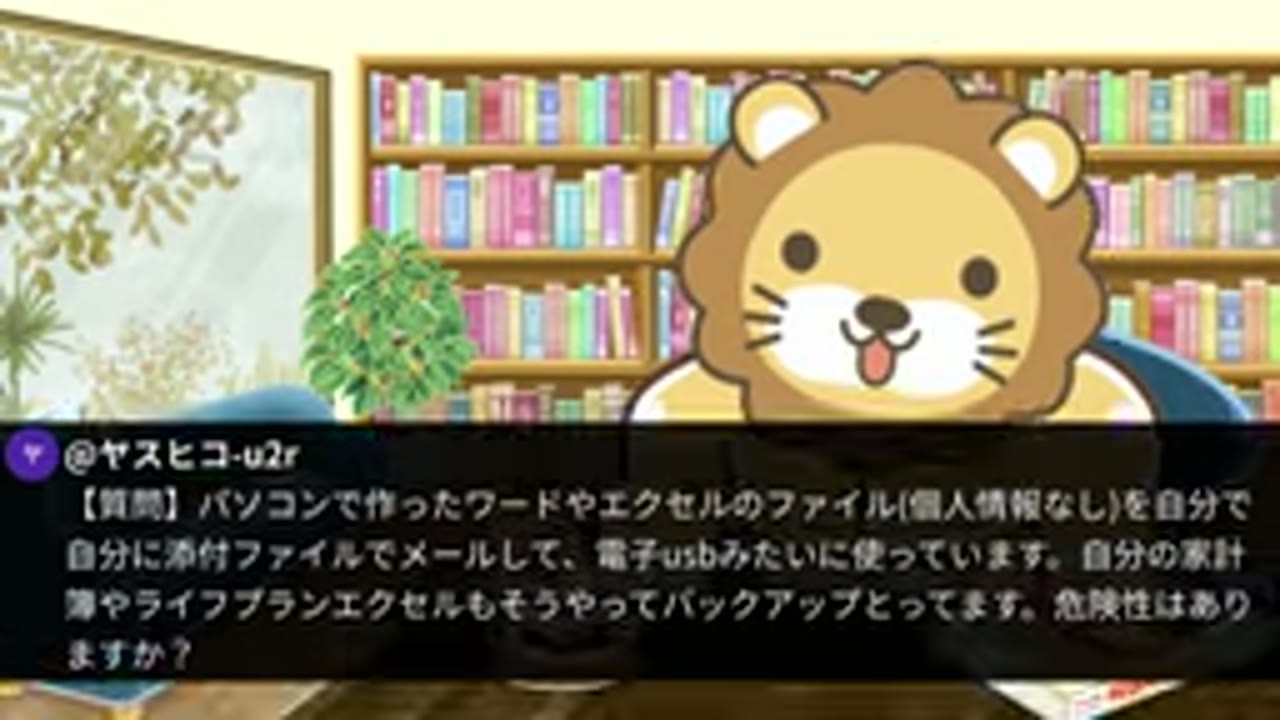 ヤ @ヤスヒコ-u2r
【質問】パソコンで作ったワードやエクセルのファイル(個人情報なし)を自分で
自分に添付ファイルでメールして、電子usbみたいに使っています。自分の家計
簿やライフプランエクセルもそうやってバックアップとってます。危険性はあり
ますか？